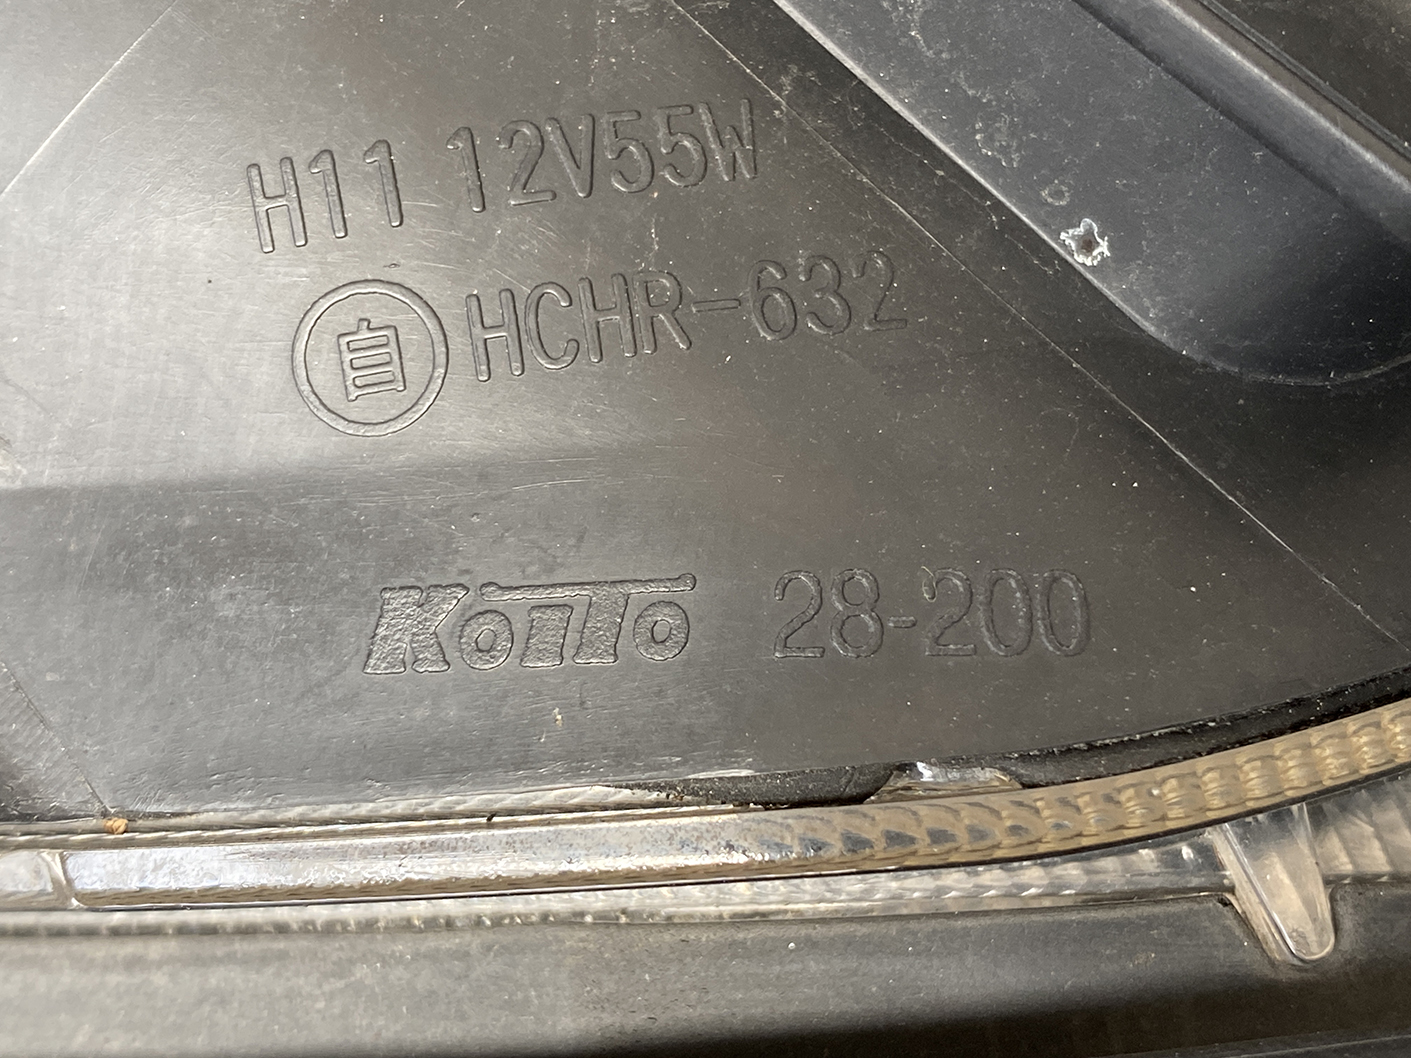 H11 12V55W
自 HCHR-632
KOITO 28-200